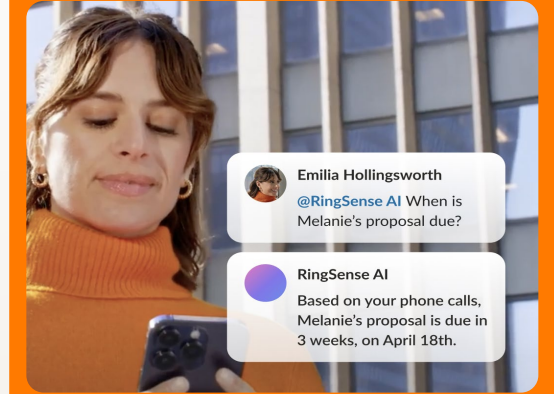 Emilia Hollingsworth
@RingSense AI When is
Melanie's proposal due?
RingSense AI
Based on your phone calls,
Melanie's proposal is due in
3 weeks, on April 18th.